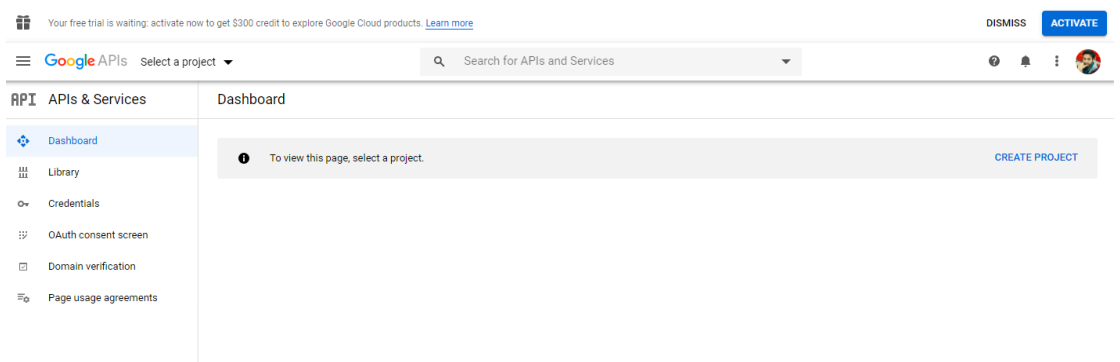 Your free trial is waiting: activate now to get $300 credit to explore Google Cloud products. Learn more
DISMISS
ACTIVATE
Google APIs
Select a project
Search for APIs and Services
API APIs & Services
Dashboard
Dashboard
To view this page, select a project.
CREATE PROJECT
Library
Credentials
OAuth consent screen
Domain verification
Page usage agreements